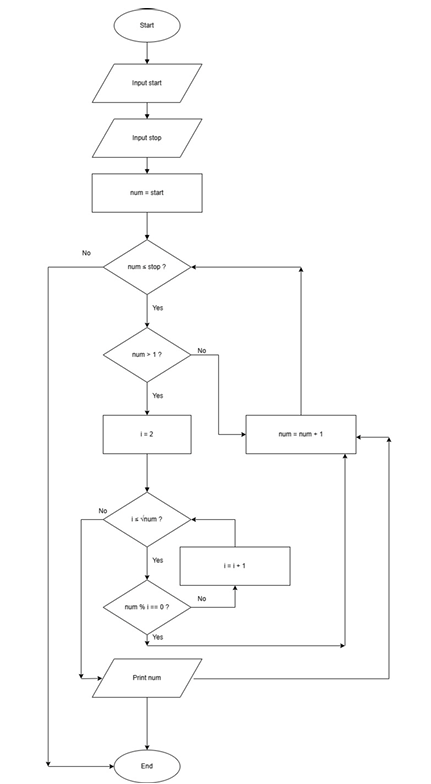 Start
Input start
Input stop
num = start
No
num ≤ stop ?
Yes
num > 1 ?
No
Yes
i = 2
num = num + 1
No
i ≤ √num ?
Yes
i = i + 1
num % i == 0 ?
No
Yes
Print num
End